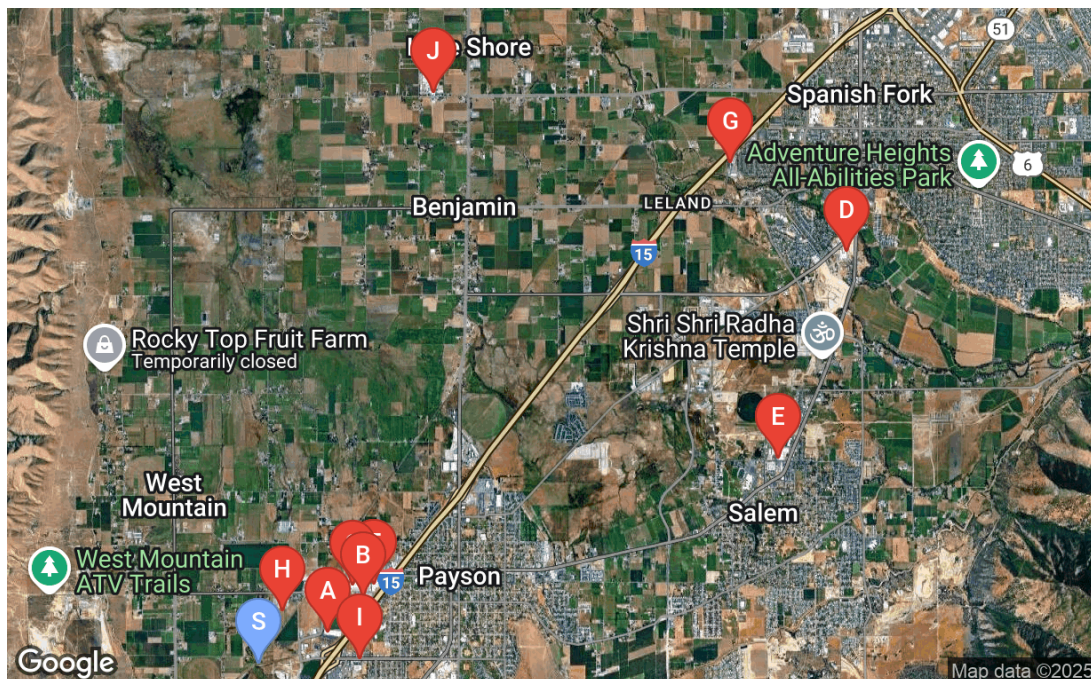 J
Shore
51
Spanish Fork
G
Adventure Heights
All-Abilities Park
6
D
Benjamin
LELAND
15
Shri Shri Radha
Krishna Temple
ॐ
Rocky Top Fruit Farm
Temporarily closed
E
West
Mountain
Salem
B
West Mountain
ATV Trails
H
A
15
Payson
S
I
Google
Map data ©2025